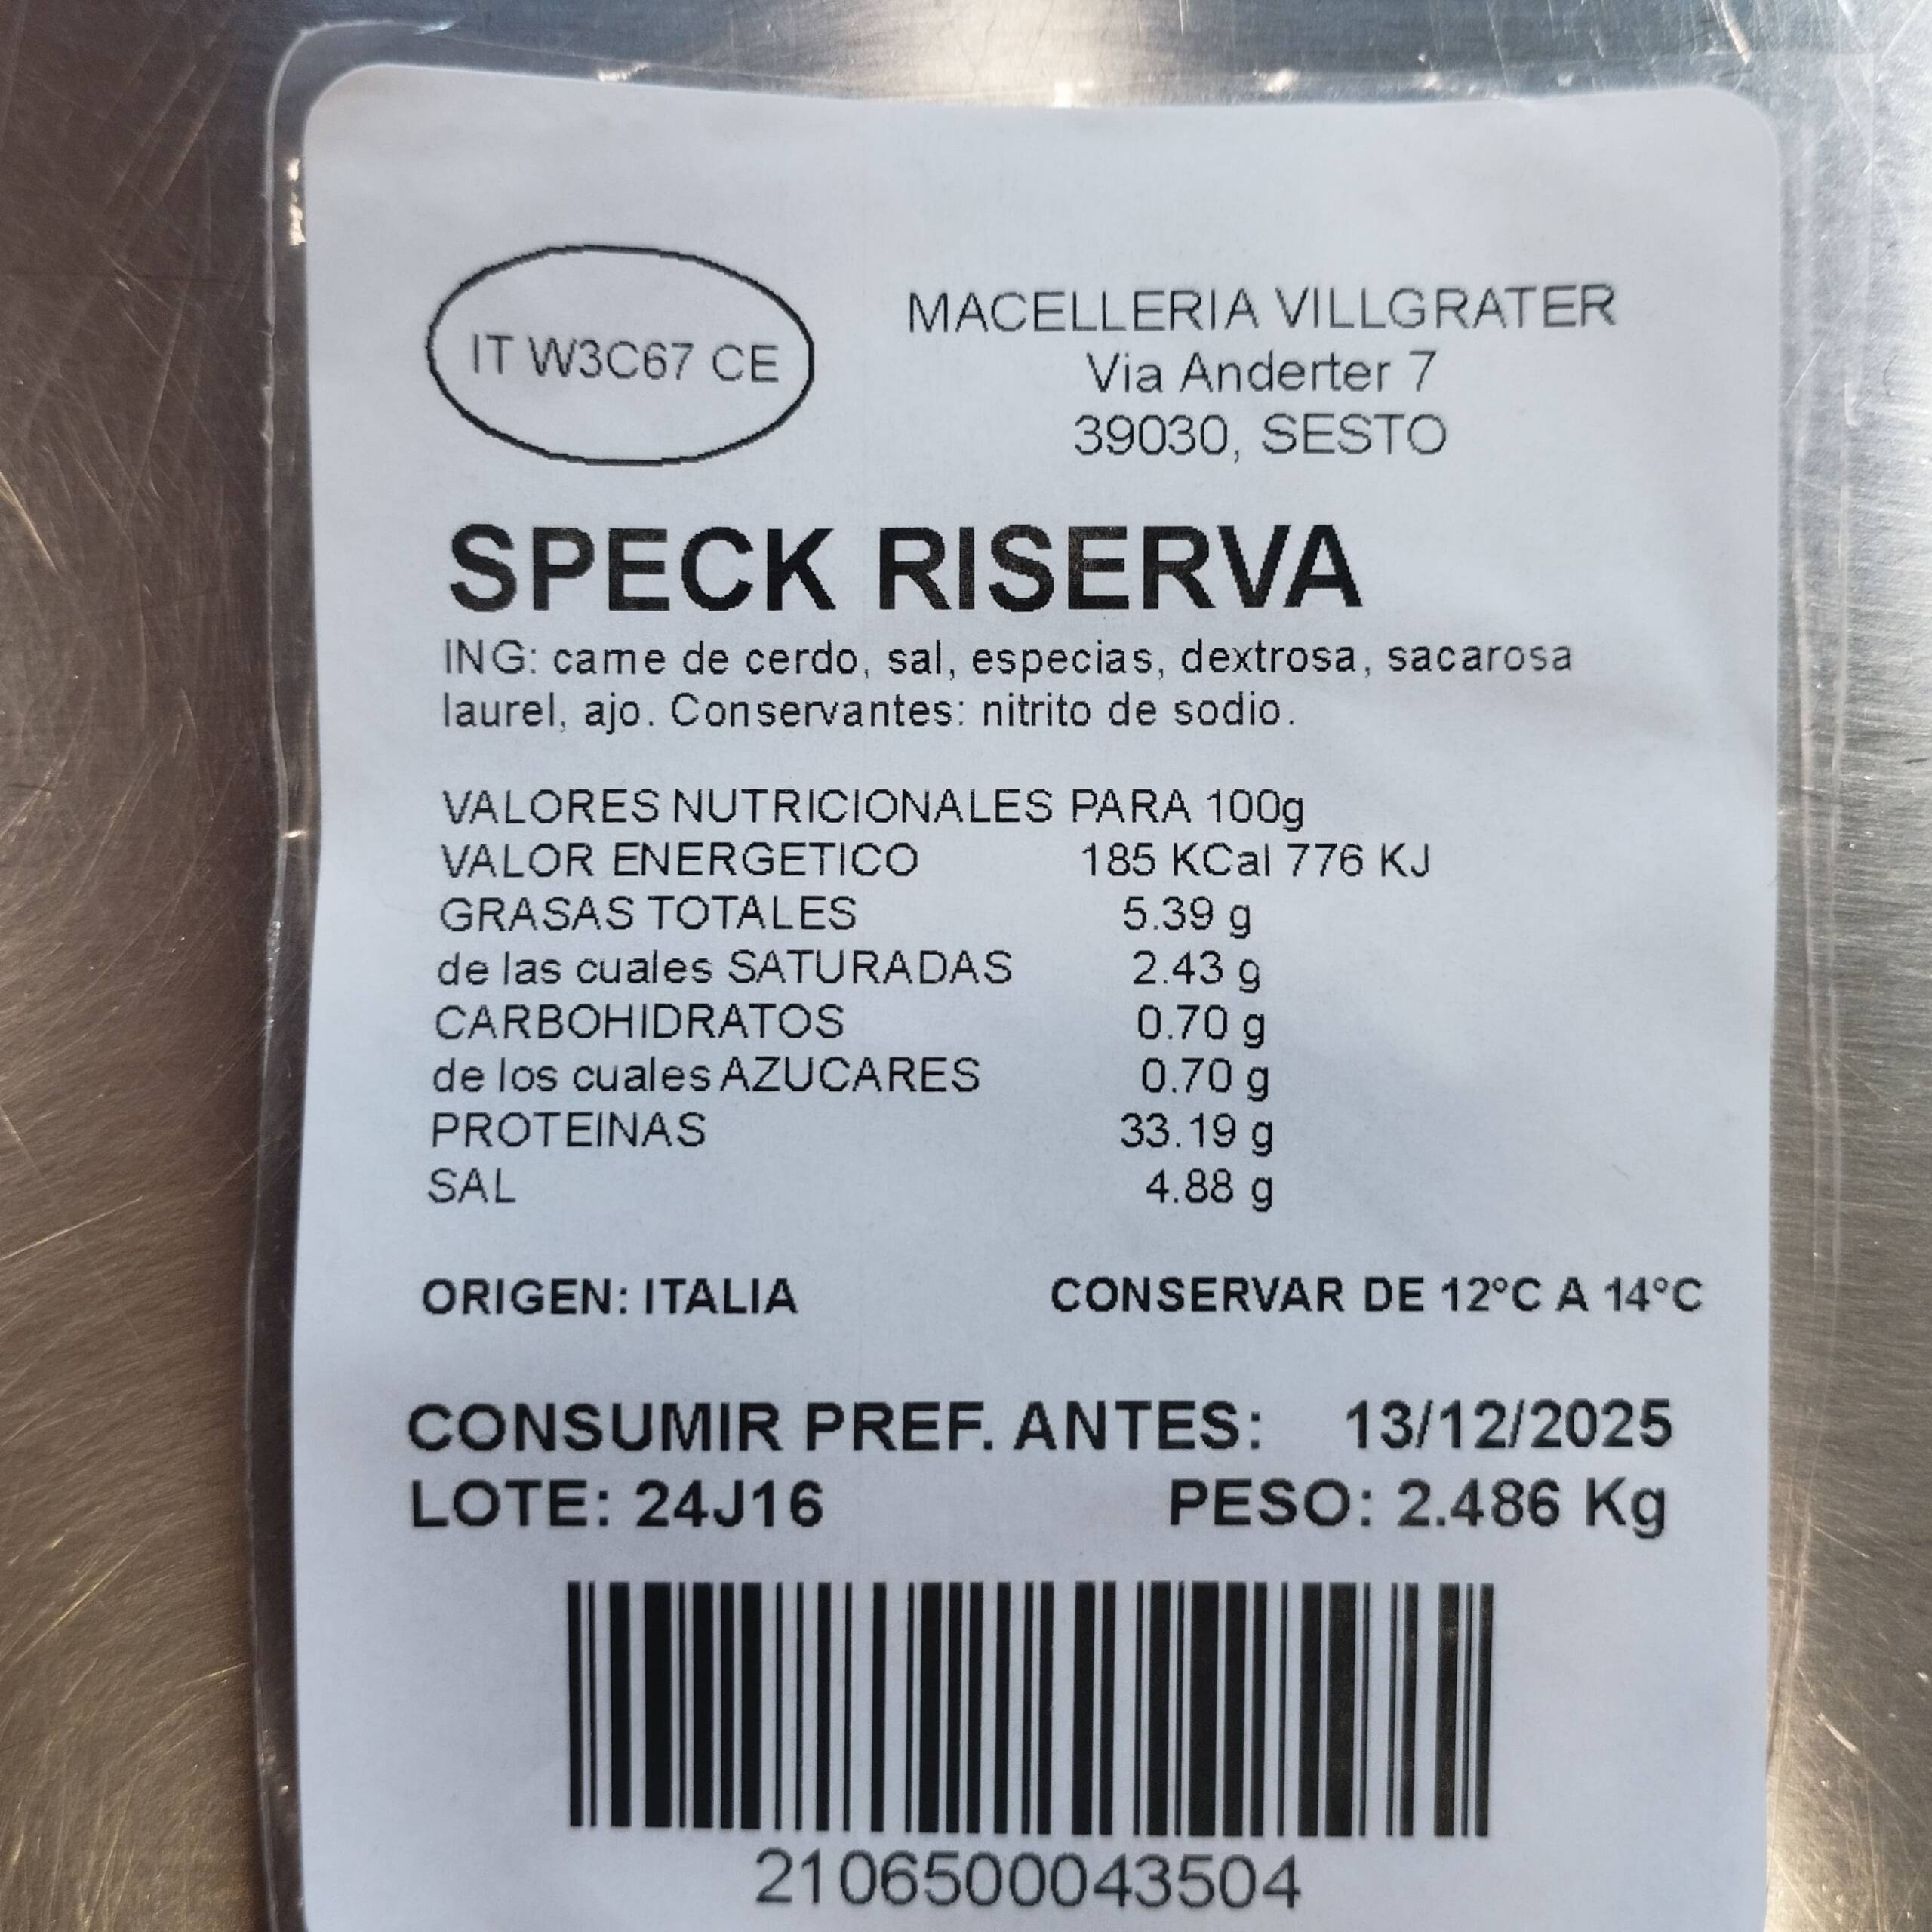 IT W3C67 CE
MACELLERIA VILLGRATER
Via Anderter 7
39030, SESTO
SPECK RISERVA
ING: carne de cerdo, sal, especias, dextrosa, sacarosa
laurel, ajo. Conservantes: nitrito de sodio.
VALORES NUTRICIONALES PARA 100g
VALOR ENERGETICO 185 KCal 776 KJ
GRASAS TOTALES 5.39 g
de las cuales SATURADAS 2.43 g
CARBOHIDRATOS 0.70 g
de los cuales AZUCARES 0.70 g
PROTEINAS 33.19 g
SAL 4.88 g
ORIGEN: ITALIA CONSERVAR DE 12°C A 14°C
CONSUMIR PREF. ANTES: 13/12/2025
LOTE: 24J16 PESO: 2.486 Kg
2106500043504